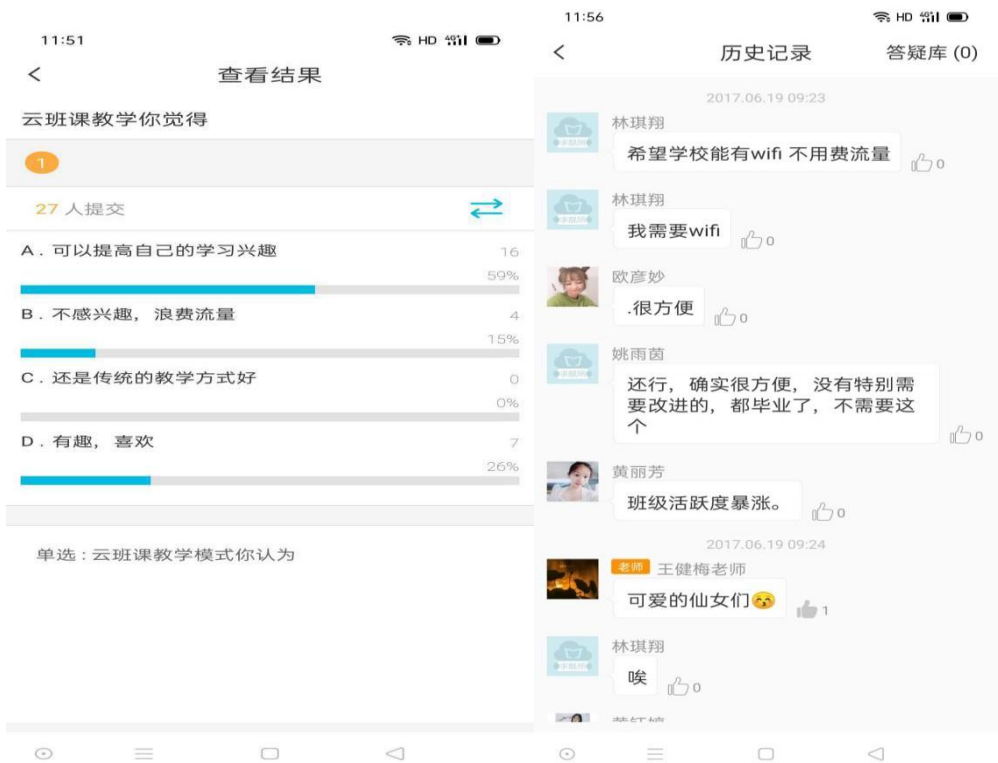 11:51
HD
查看结果
云班课教学你觉得
1
27 人提交
A. 可以提高自己的学习兴趣
16
59%
B. 不感兴趣, 浪费流量
4
15%
C. 还是传统的教学方式好
0
0%
D. 有趣, 喜欢
7
26%
单选 : 云班课教学模式你认为
11:56
HD
历史记录
答疑库 (0)
2017.06.19 09:23
林琪翔
希望学校能有wifi 不用费流量
0
林琪翔
我需要wifi
0
欧彦妙
.很方便
0
姚雨茵
还行, 确实很方便, 没有特别需
要改进的, 都毕业了, 不需要这
个
0
黄丽芳
班级活跃度暴涨。
0
2017.06.19 09:24
老师 王健梅老师
可爱的仙女们😚
1
林琪翔
唉
0